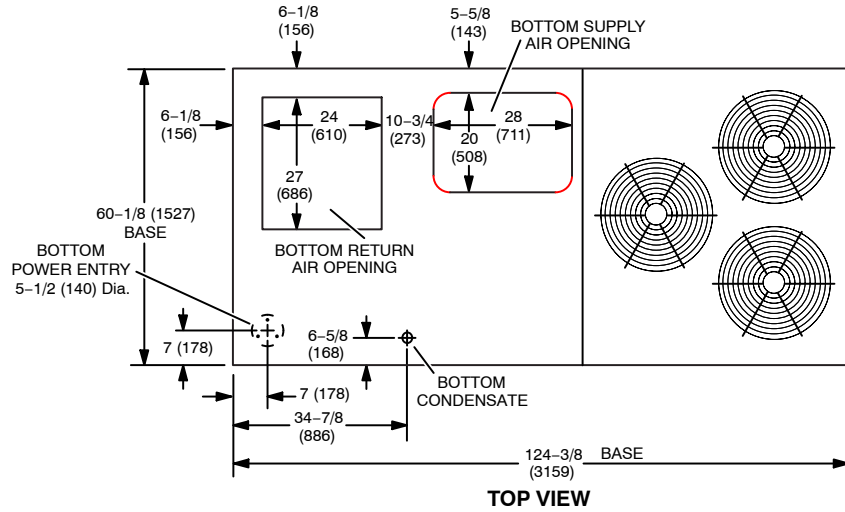 6–1/8
(156)
5–5/8
(143)
BOTTOM SUPPLY
AIR OPENING
6–1/8
(156)
24
(610)
10–3/4
(273)
28
(711)
20
(508)
27
(686)
60–1/8 (1527)
BASE
BOTTOM RETURN
AIR OPENING
BOTTOM
POWER ENTRY
5–1/2 (140) Dia.
7 (178)
6–5/8
(168)
7 (178)
BOTTOM
CONDENSATE
34–7/8
(886)
124–3/8 BASE
(3159)
TOP VIEW